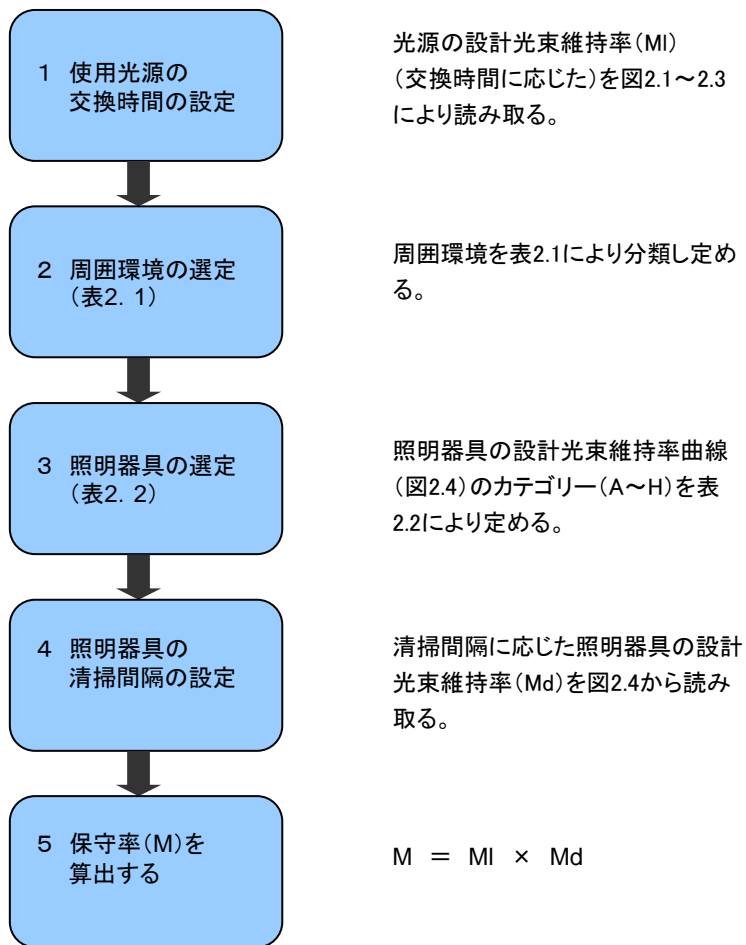 1 使用光源の
交換時間の設定
光源の設計光束維持率(Ml)
(交換時間に応じた)を図2.1～2.3
により読み取る。
2 周囲環境の選定
(表2．1)
周囲環境を表2.1により分類し定め
る。
3 照明器具の選定
(表2．2)
照明器具の設計光束維持率曲線
(図2.4)のカテゴリー(A～H)を表
2.2により定める。
4 照明器具の
清掃間隔の設定
清掃間隔に応じた照明器具の設計
光束維持率(Md)を図2.4から読み
取る。
5 保守率(M)を
算出する
M ＝ Ml × Md